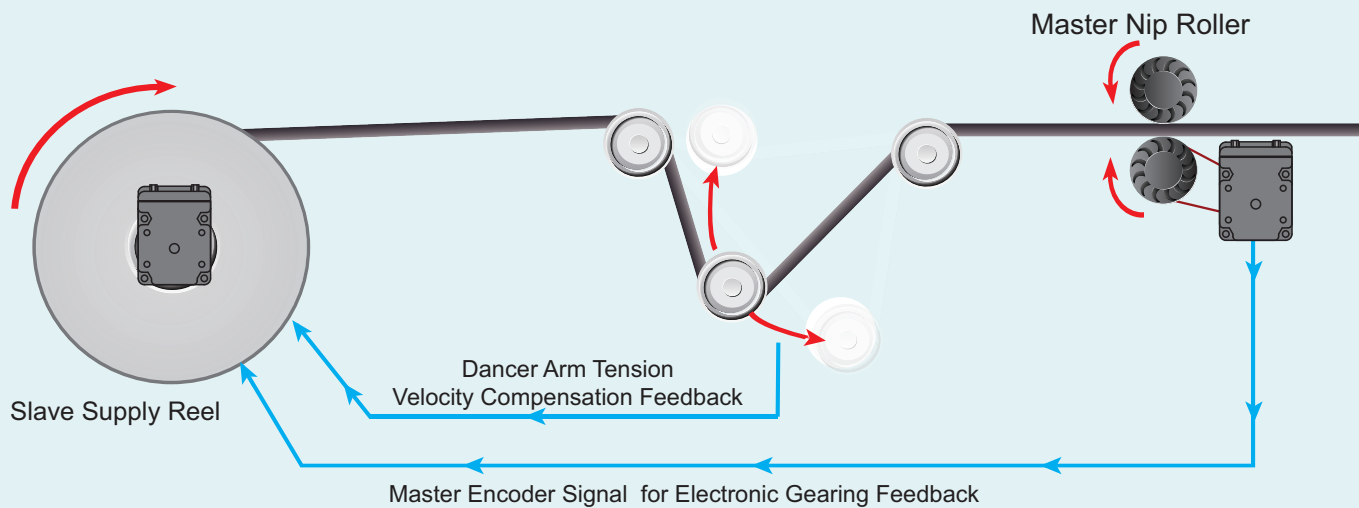 Master Nip Roller
Dancer Arm Tension
Velocity Compensation Feedback
Slave Supply Reel
Master Encoder Signal  for Electronic Gearing Feedback